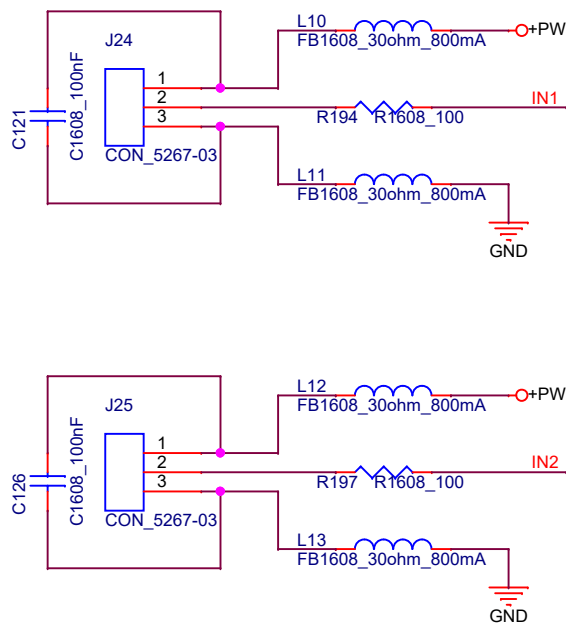 L10
FB1608_30ohm_800mA
+PW
J24
1
2
3
CON_5267-03
C121
C1608_100nF
R194
R1608_100
IN1
L11
FB1608_30ohm_800mA
GND
L12
FB1608_30ohm_800mA
+PW
J25
1
2
3
CON_5267-03
C126
C1608_100nF
R197
R1608_100
IN2
L13
FB1608_30ohm_800mA
GND